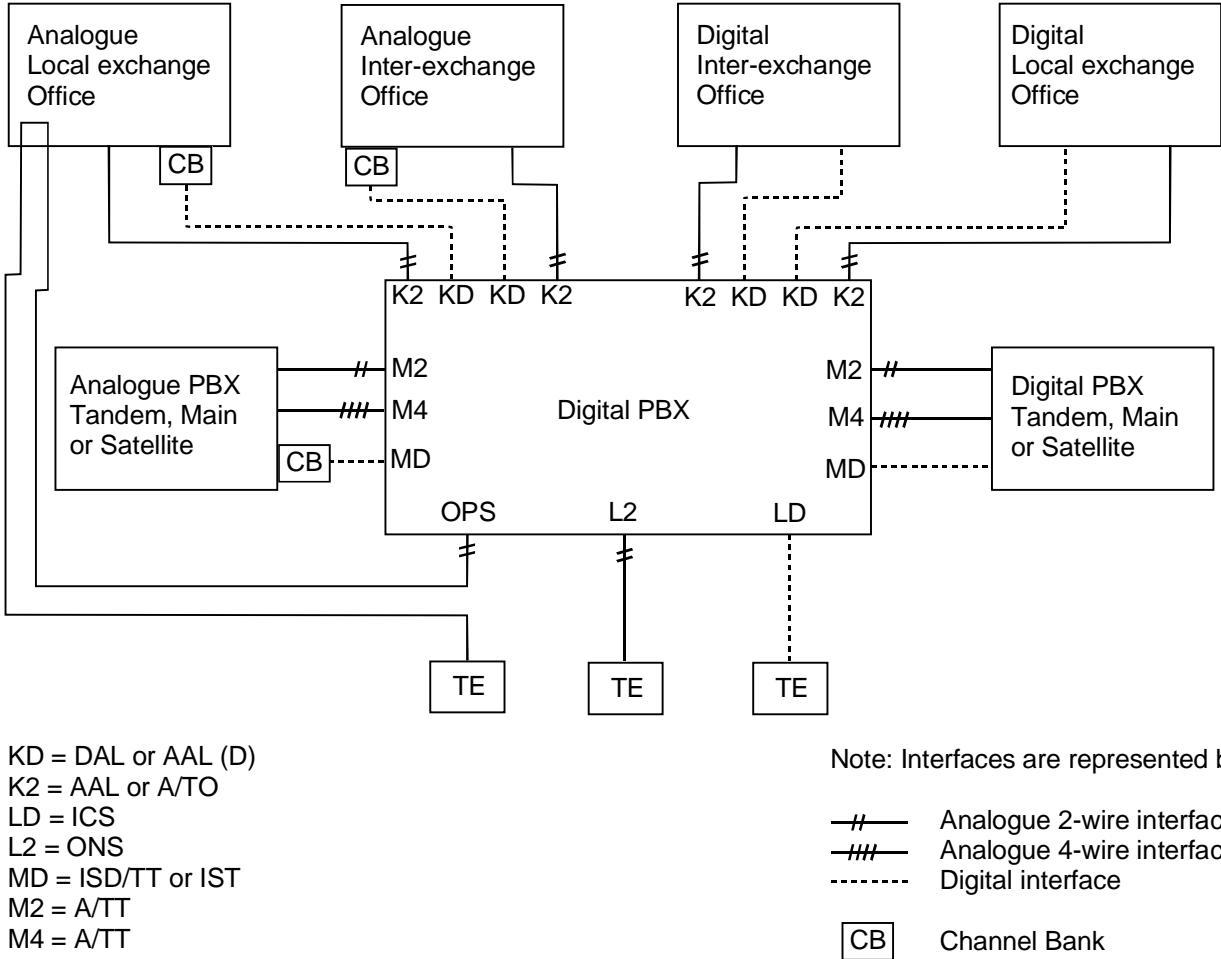 Analogue
Local exchange
Office
Analogue
Inter-exchange
Office
Digital
Inter-exchange
Office
Digital
Local exchange
Office
CB
CB
K2 KD KD K2
K2 KD KD K2
Analogue PBX
Tandem, Main
or Satellite
CB
M2
M4
MD
Digital PBX
M2
M4
MD
Digital PBX
Tandem, Main
or Satellite
OPS
L2
LD
TE
TE
TE
KD = DAL or AAL (D)
K2 = AAL or A/TO
LD = ICS
L2 = ONS
MD = ISD/TT or IST
M2 = A/TT
M4 = A/TT
Note: Interfaces are represented
Analogue 2-wire
Analogue 4-wire
Digital interface
CB Channel Bank